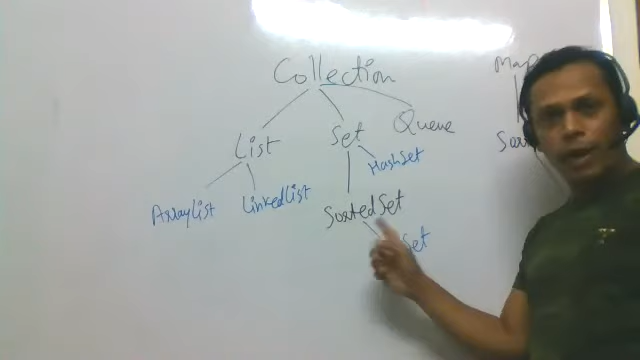 Collection
Map
List
Set
Queue
HashSet
ArrayList
LinkedList
SortedSet
Set